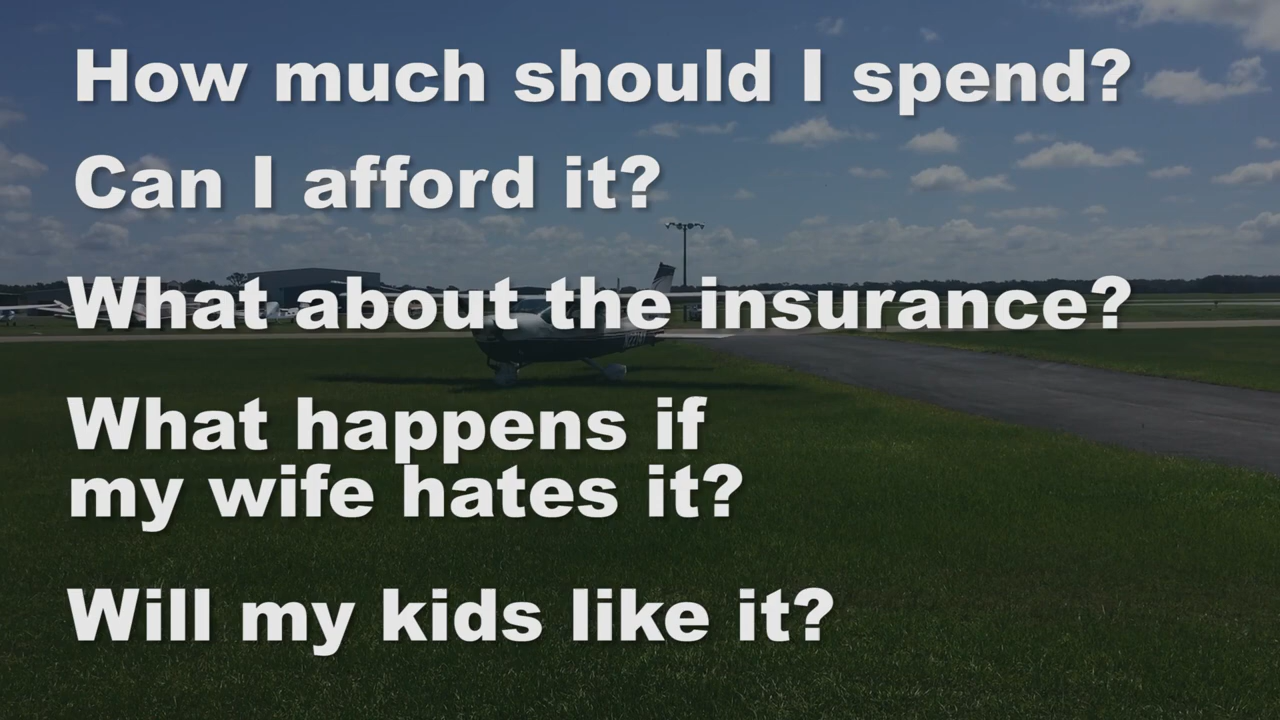 How much should I spend?
Can I afford it?
What about the insurance?
What happens if
my wife hates it?
Will my kids like it?